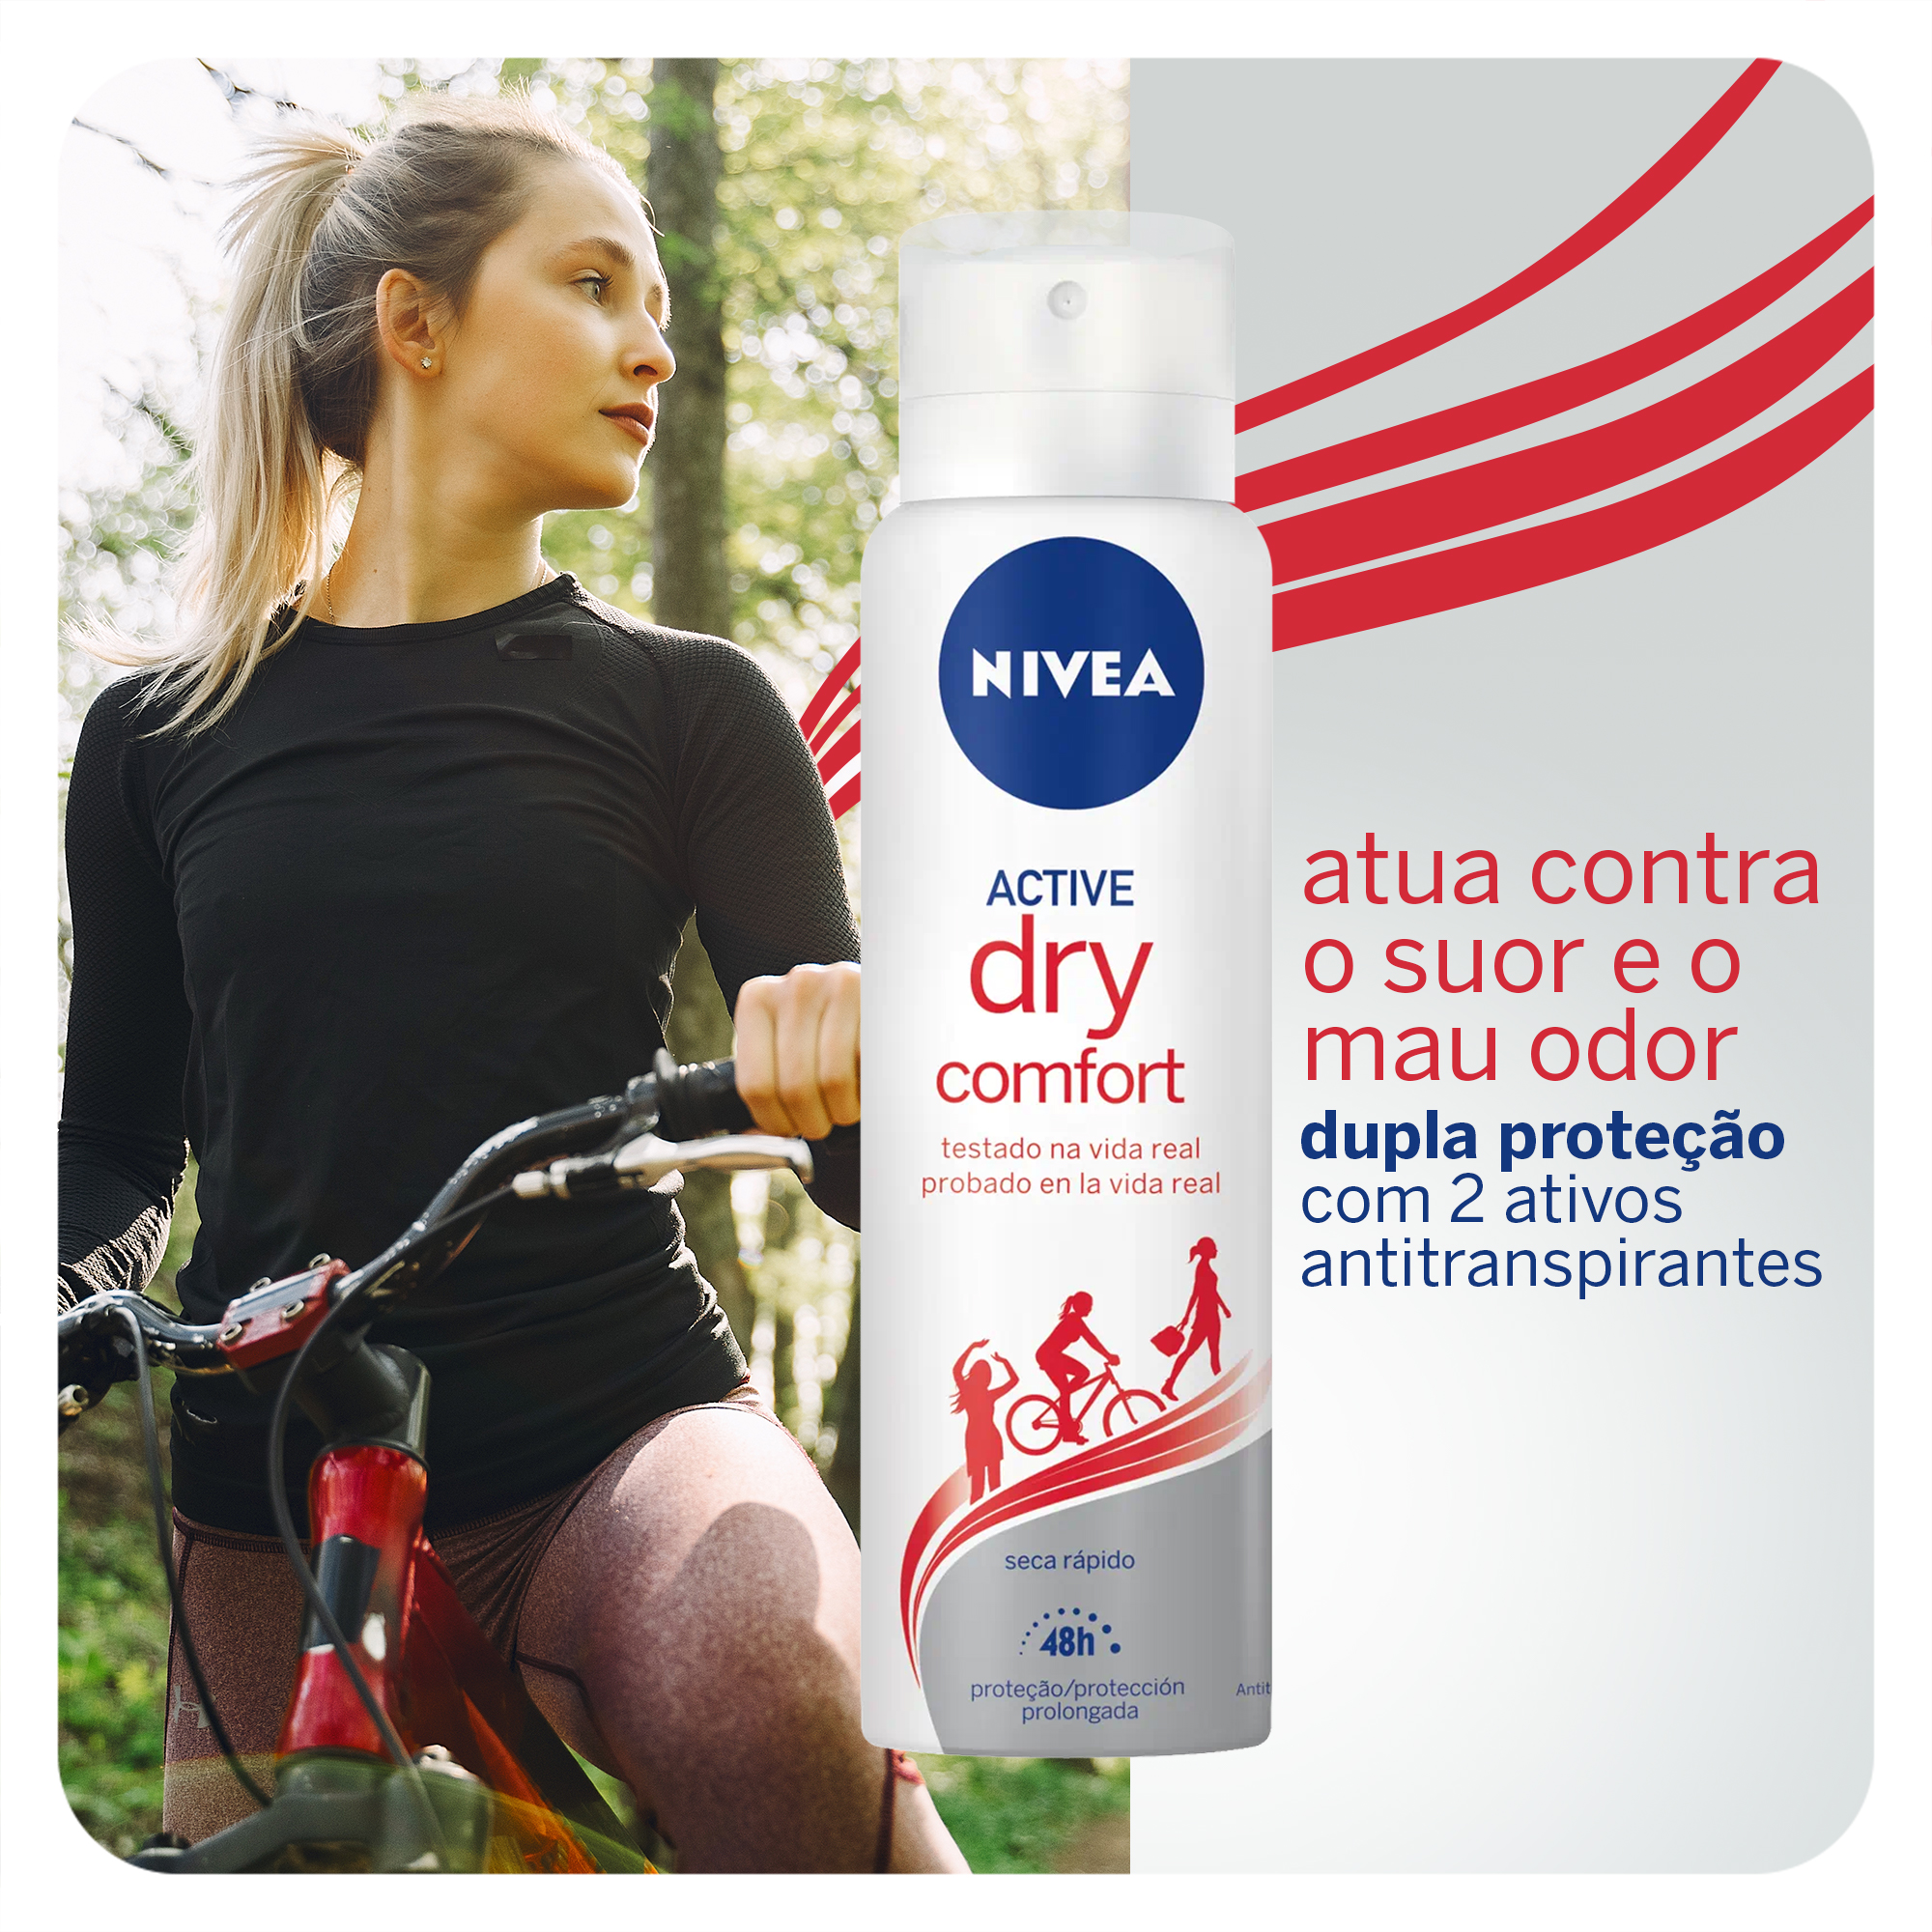 NIVEA
ACTIVE
dry
comfort
testado na vida real
probado en la vida real
seca rápido
48h
proteção/protección
prolongada
atua contra
o suor e o
mau odor
dupla proteção
com 2 ativos
antitranspirantes